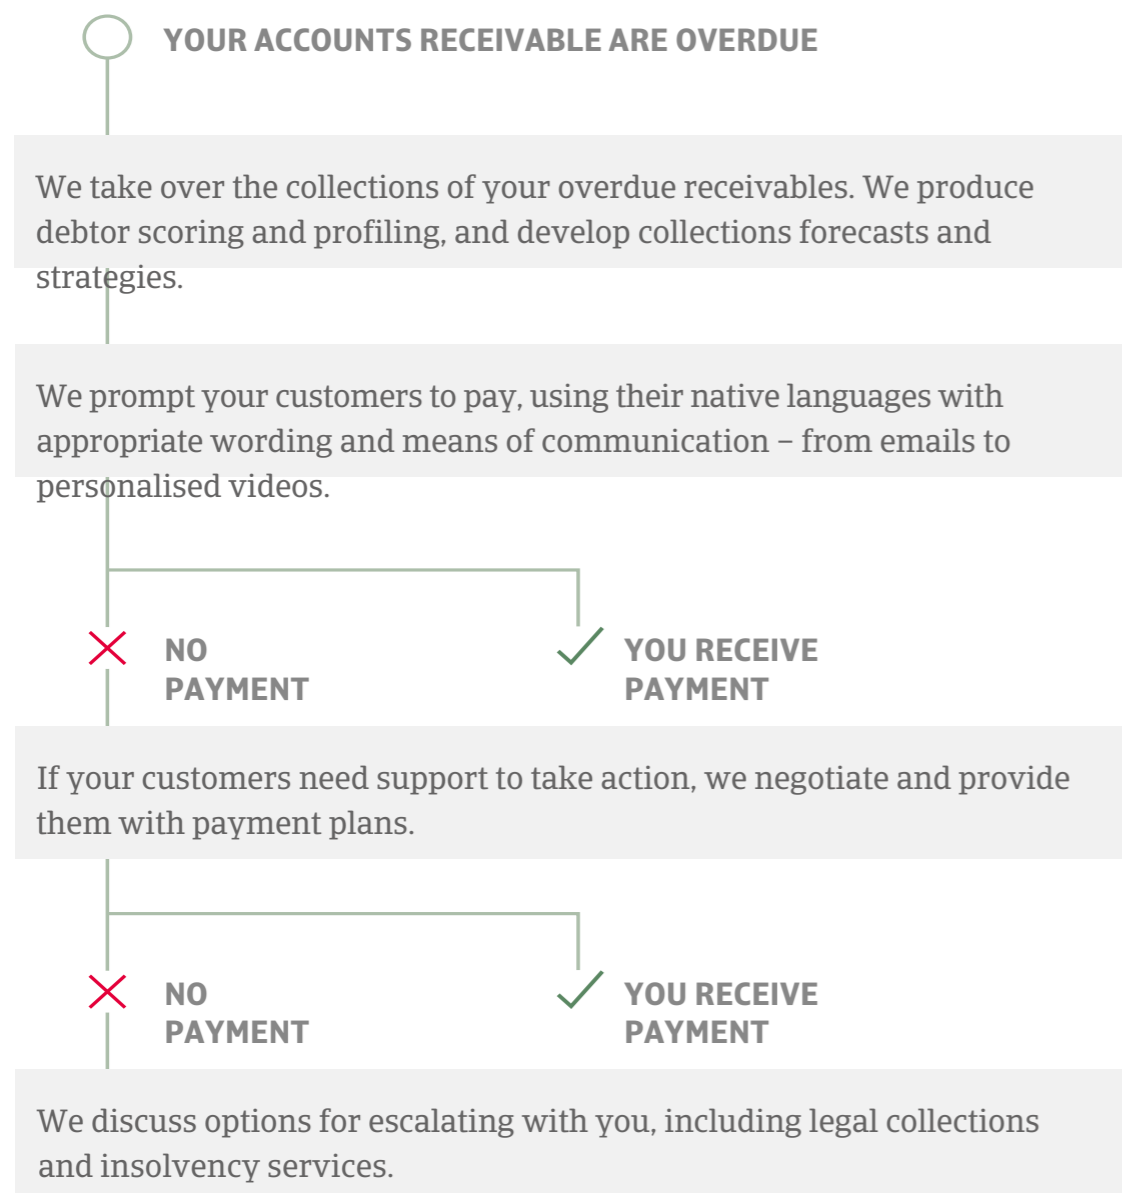 YOUR ACCOUNTS RECEIVABLE ARE OVERDUE
We take over the collections of your overdue receivables. We produce
debtor scoring and profiling, and develop collections forecasts and
strategies.
We prompt your customers to pay, using their native languages with
appropriate wording and means of communication – from emails to
personalised videos.
NO
PAYMENT
YOU RECEIVE
PAYMENT
If your customers need support to take action, we negotiate and provide
them with payment plans.
NO
PAYMENT
YOU RECEIVE
PAYMENT
We discuss options for escalating with you, including legal collections
and insolvency services.